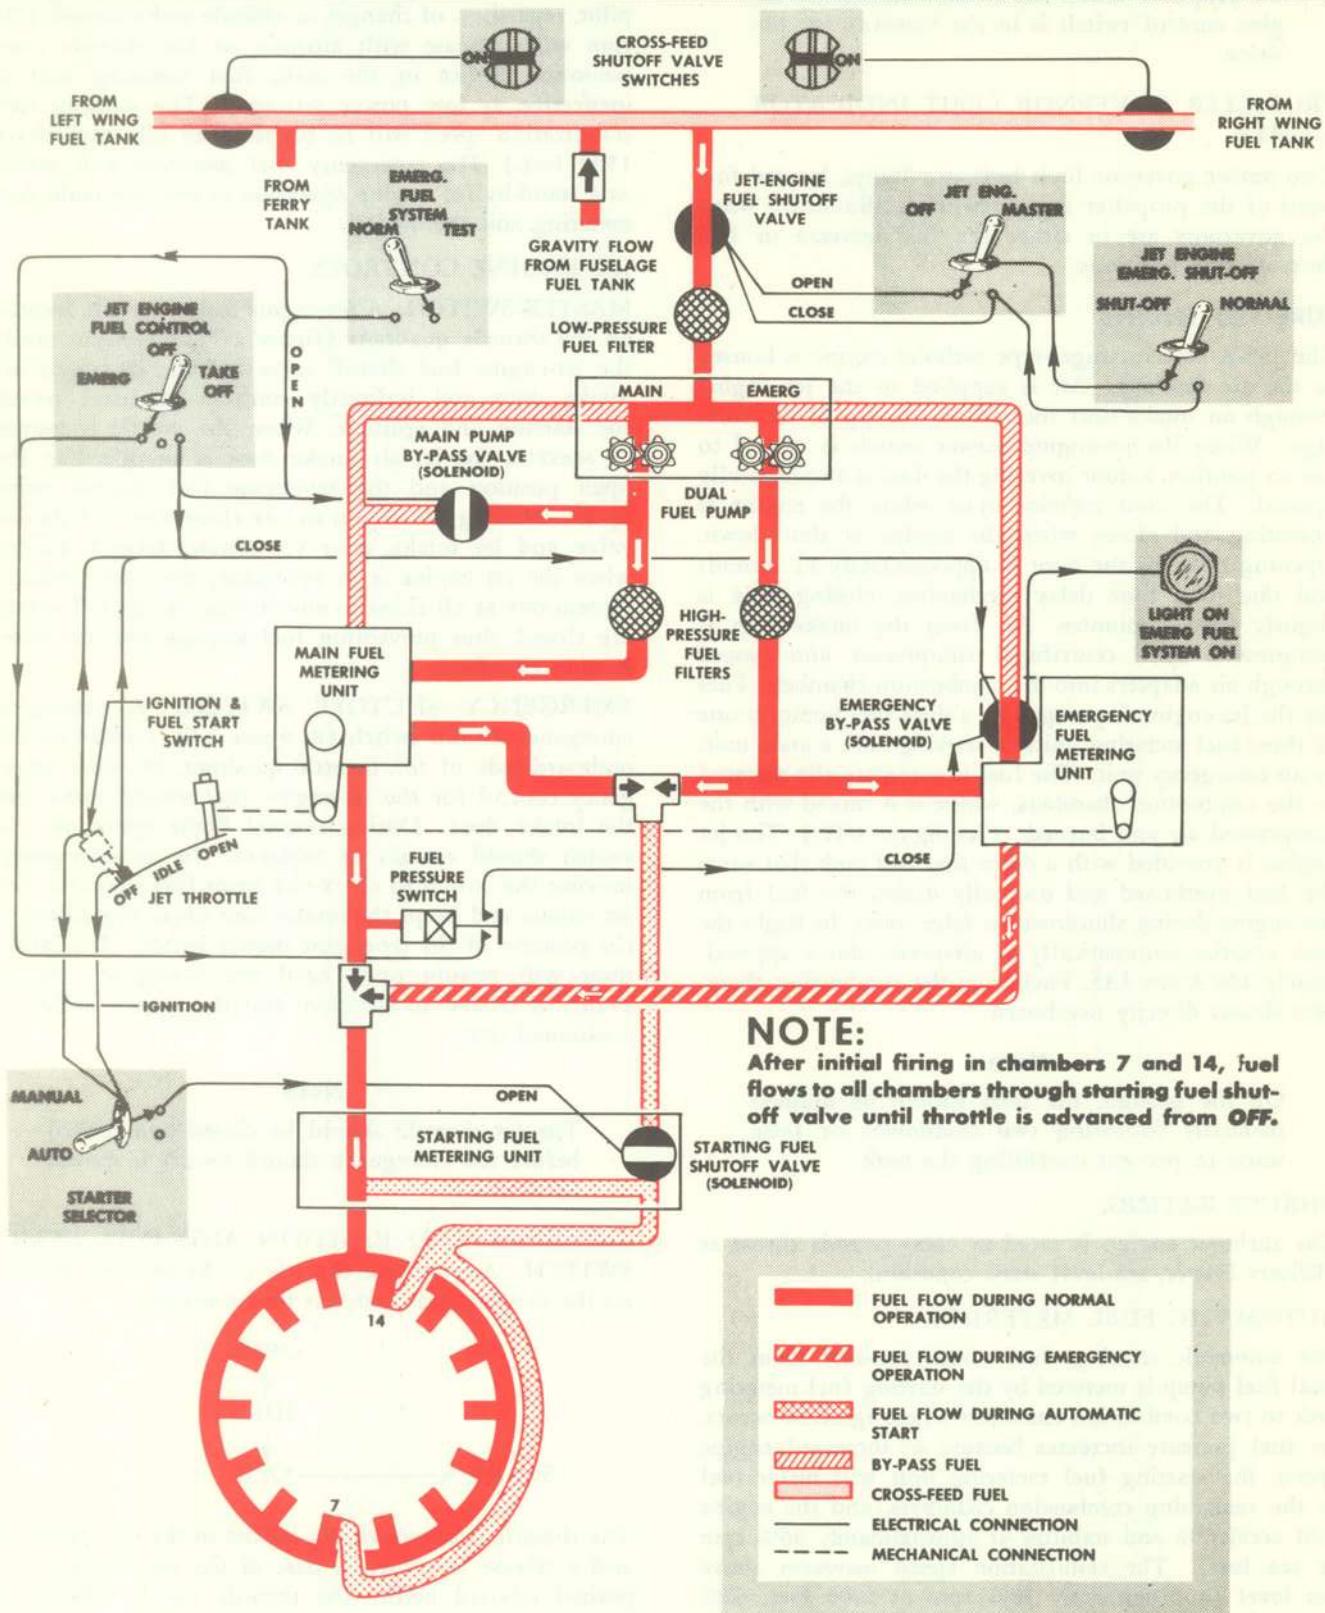 ON
CROSS-FEED
SHUTOFF VALVE
SWITCHES
ON
FROM
LEFT WING
FUEL TANK
FROM
RIGHT WING
FUEL TANK
FROM
FERRY
TANK
EMERG.
FUEL
SYSTEM
NORM TEST
GRAVITY FLOW
FROM FUSELAGE
FUEL TANK
JET-ENGINE
FUEL SHUTOFF
VALVE
JET ENG.
OFF MASTER
JET ENGINE
EMERG. SHUT-OFF
SHUT-OFF NORMAL
OPEN
CLOSE
JET ENGINE
FUEL CONTROL
OFF
EMERG
TAKE
OFF
OPEN
LOW-PRESSURE
FUEL FILTER
MAIN EMERG
MAIN PUMP
BY-PASS VALVE
(SOLENOID)
DUAL
FUEL PUMP
CLOSE
LIGHT ON
EMERG FUEL
SYSTEM ON
HIGH-
PRESSURE
FUEL
FILTERS
MAIN FUEL
METERING
UNIT
IGNITION &
FUEL START
SWITCH
EMERGENCY
BY-PASS VALVE
(SOLENOID)
EMERGENCY
FUEL
METERING
UNIT
OFF IDLE OPEN
JET THROTTLE
FUEL
PRESSURE
SWITCH
CLOSE
IGNITION
NOTE:
After initial firing in chambers 7 and 14, fuel
flows to all chambers through starting fuel shut-
off valve until throttle is advanced from OFF.
MANUAL
AUTO
STARTER
SELECTOR
OPEN
STARTING FUEL
METERING UNIT
STARTING FUEL
SHUTOFF VALVE
(SOLENOID)
14
7
FUEL FLOW DURING NORMAL
OPERATION
FUEL FLOW DURING EMERGENCY
OPERATION
FUEL FLOW DURING AUTOMATIC
START
BY-PASS FUEL
CROSS-FEED FUEL
ELECTRICAL CONNECTION
MECHANICAL CONNECTION